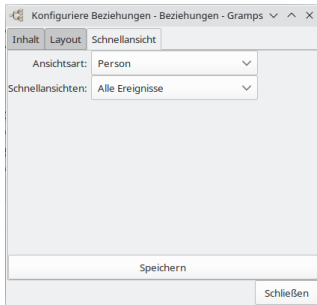 Konfiguriere Beziehungen - Beziehungen - Gramps
Inhalt Layout Schnellansicht
Ansichtsart: Person
Schnellansichten: Alle Ereignisse
Speichern
Schließen